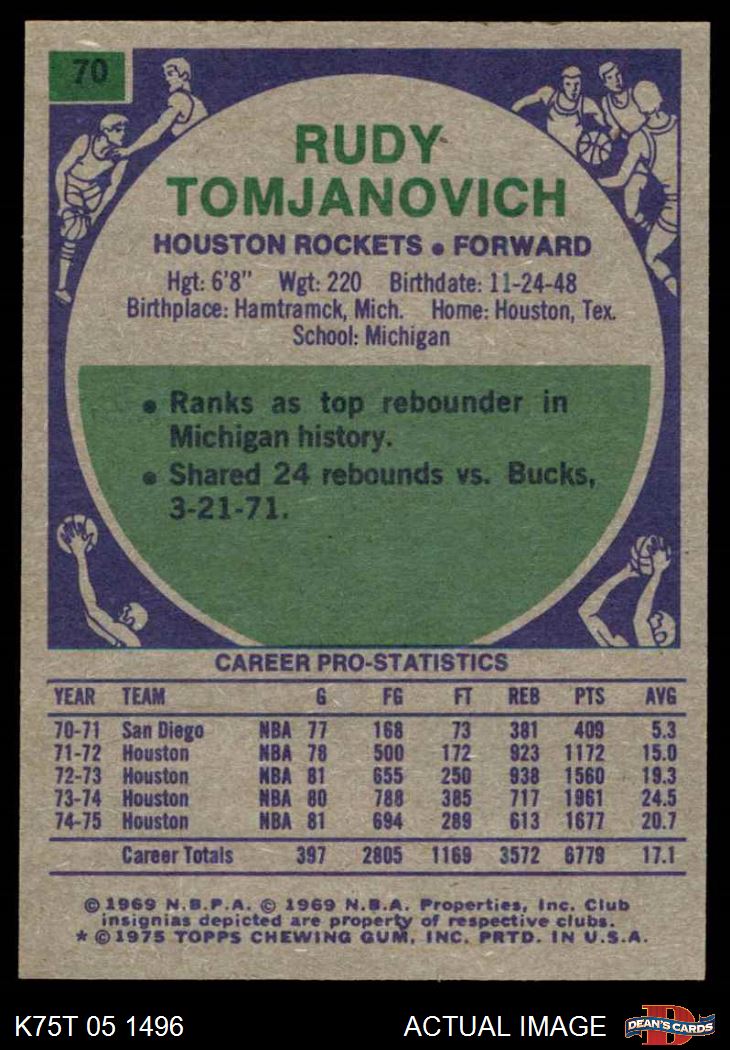 70
RUDY
TOMJANOVICH
HOUSTON ROCKETS • FORWARD
Hgt: 6'8" Wgt: 220 Birthdate: 11-24-48
Birthplace: Hamtramck, Mich. Home: Houston, Tex.
School: Michigan
• Ranks as top rebounder in
Michigan history.
• Shared 24 rebounds vs. Bucks,
3-21-71.
CAREER PRO-STATISTICS
YEAR TEAM G FG FT REB PTS AVG
70-71 San Diego NBA 77 168 73 381 409 5.3
71-72 Houston NBA 78 500 172 923 1172 15.0
72-73 Houston NBA 81 655 250 938 1560 19.3
73-74 Houston NBA 80 788 385 717 1961 24.5
74-75 Houston NBA 81 694 289 613 1677 20.7
Career Totals 397 2805 1169 3572 6779 17.1
© 1969 N.B.P.A. © 1969 N.B.A. Properties, Inc. Club
insignias depicted are property of respective clubs.
* © 1975 TOPPS CHEWING GUM, INC. PRTD. IN U.S.A.
K75T 05 1496 ACTUAL IMAGE D DEAN'S CARDS